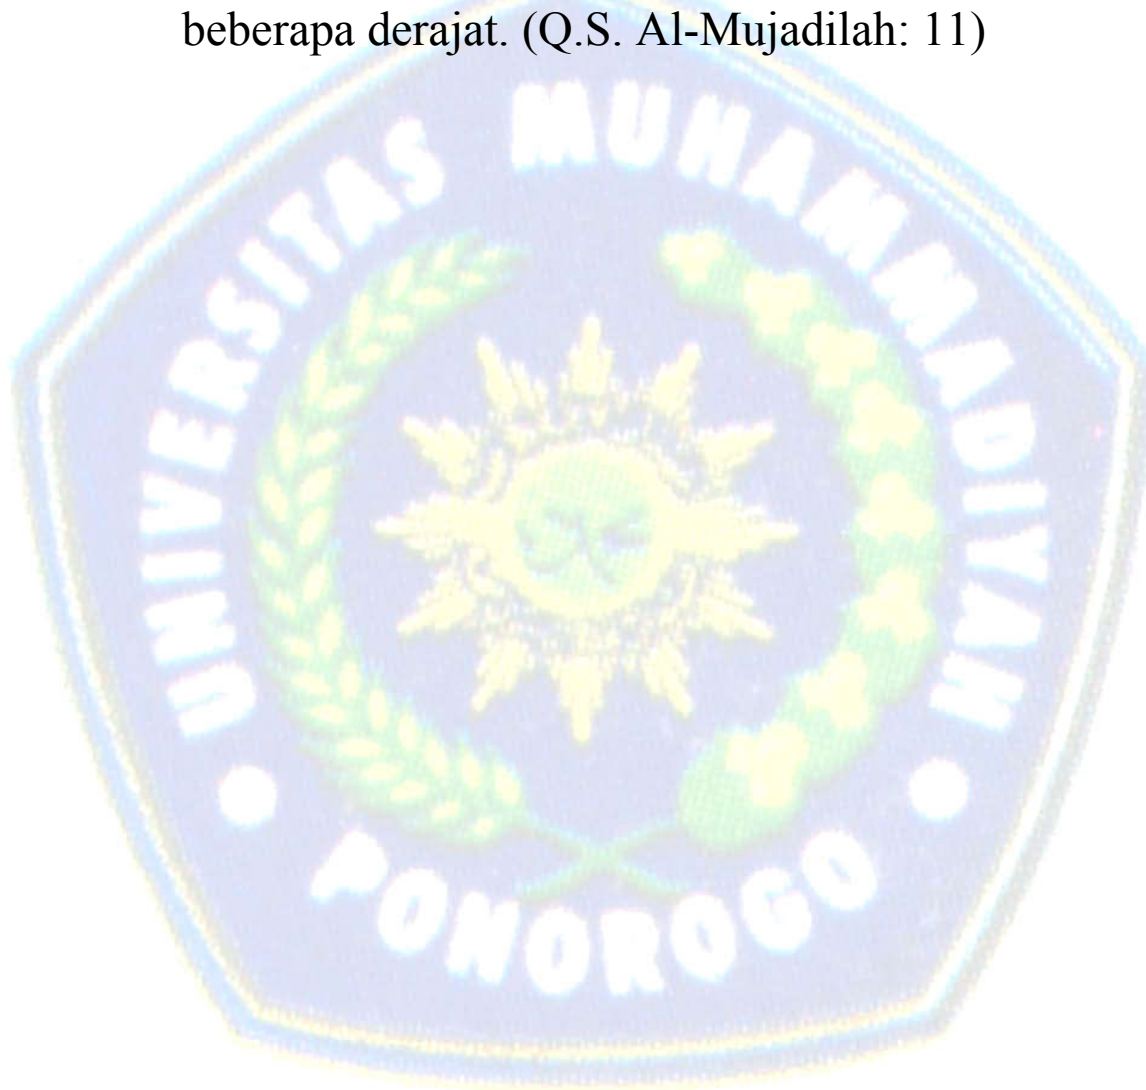 beberapa derajat. (Q.S. Al-Mujadilah: 11)
UNIVERSITAS MUHAMMADIYAH
PONOROGO